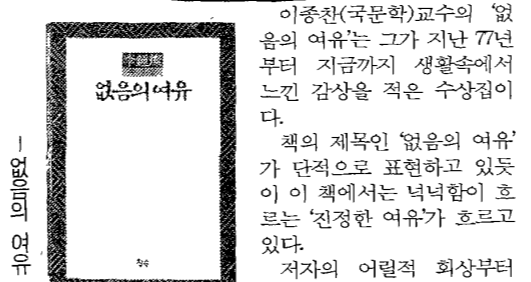 없음의 여유
－없음의 여유
이종찬(국문학)교수의 '없
음의 여유'는 그가 지난 77년
부터 지금까지 생활속에서
느낀 감상을 적은 수상집이
다.
책의 제목인 '없음의 여유'
가 단적으로 표현하고 있듯
이 이 책에서는 넉넉함이 흐
르는 '진정한 여유'가 흐르고
있다.
저자의 어릴적 회상부터